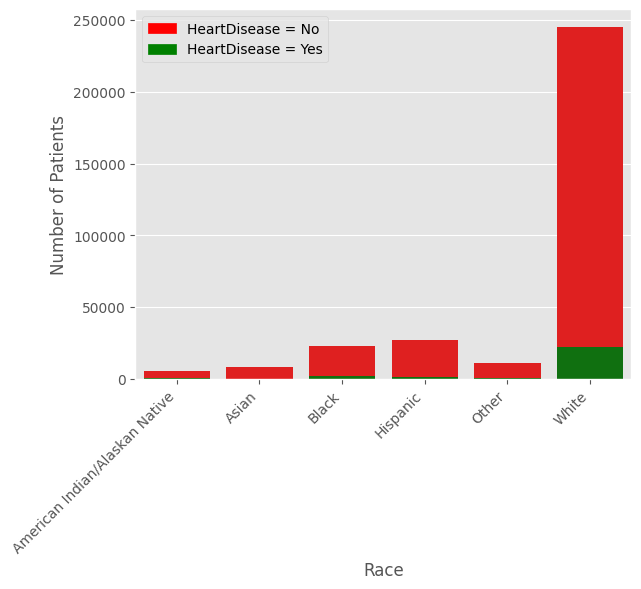 HeartDisease = No
HeartDisease = Yes
250000
200000
150000
100000
50000
0
Number of Patients
American Indian/Alaskan Native
Asian
Black
Hispanic
Other
White
Race